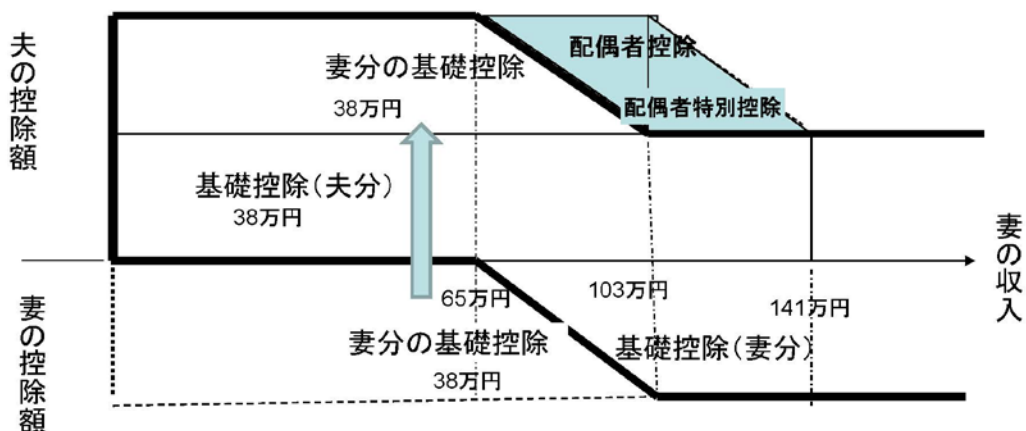 夫の控除額
配偶者控除
妻分の基礎控除
38万円
配偶者特別控除
基礎控除(夫分)
38万円
妻の収入
65万円
103万円
141万円
妻の控除額
妻分の基礎控除
38万円
基礎控除(妻分)